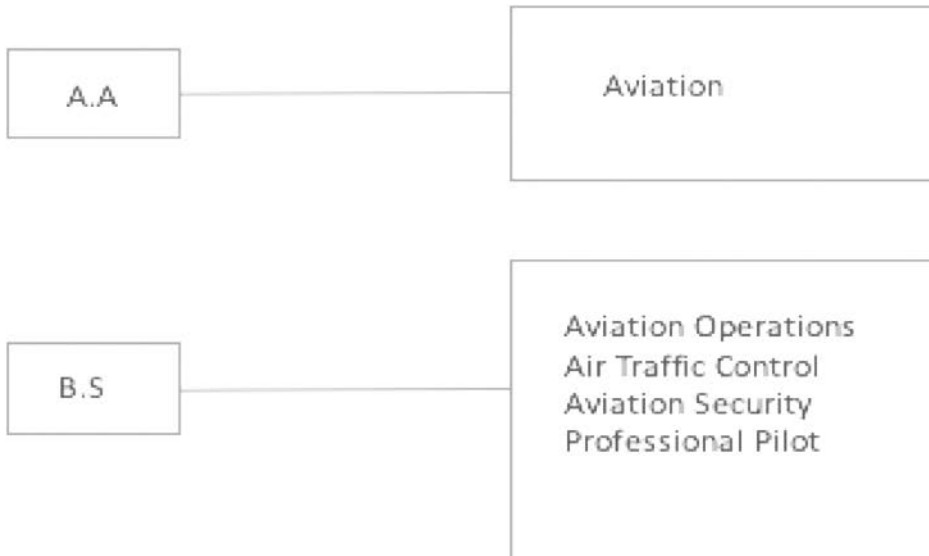 A.A
Aviation
B.S
Aviation Operations
Air Traffic Control
Aviation Security
Professional Pilot